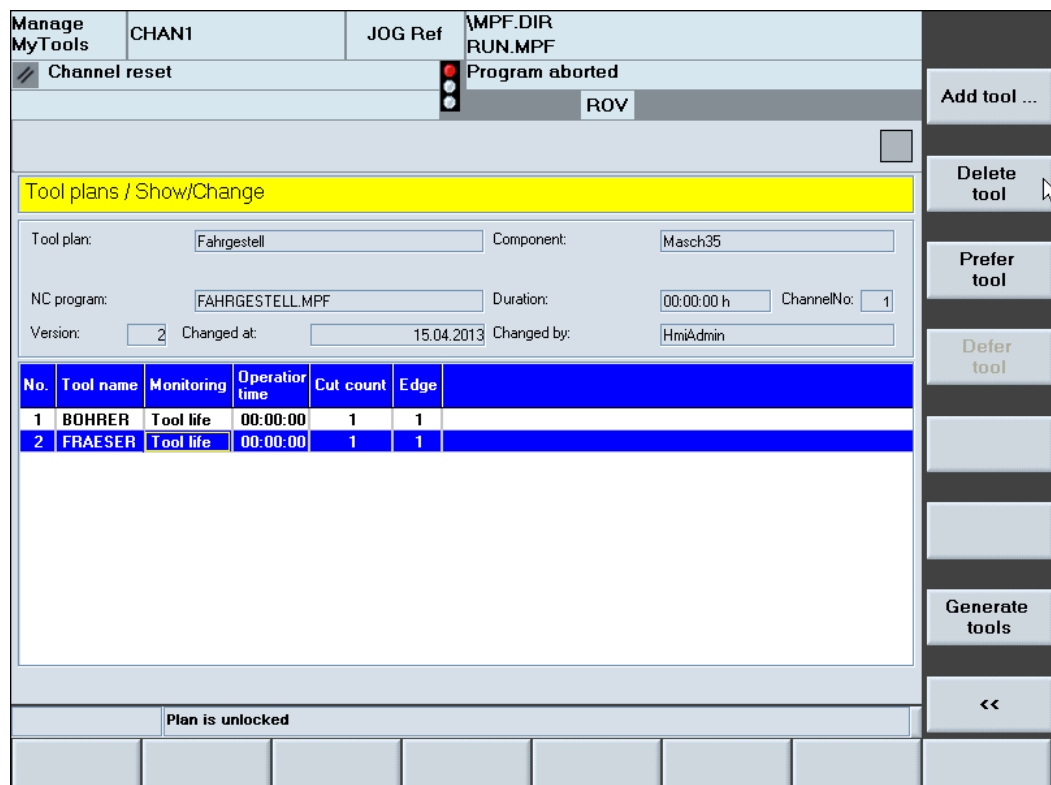 Manage
MyTools
CHAN1
JOG Ref
\MPF.DIR
RUN.MPF
Channel reset
Program aborted
ROV
Tool plans / Show/Change
Tool plan: Fahrgestell Component: Masch35
NC program: FAHRGESTELL.MPF Duration: 00:00:00 h ChannelNo: 1
Version: 2 Changed at: 15.04.2013 Changed by: HmiAdmin
No. Tool name Monitoring Operation time Cut count Edge
1 BOHRER Tool life 00:00:00 1 1
2 FRAESER Tool life 00:00:00 1 1
Plan is unlocked
Add tool ...
Delete
tool
Prefer
tool
Defer
tool
Generate
tools
<<